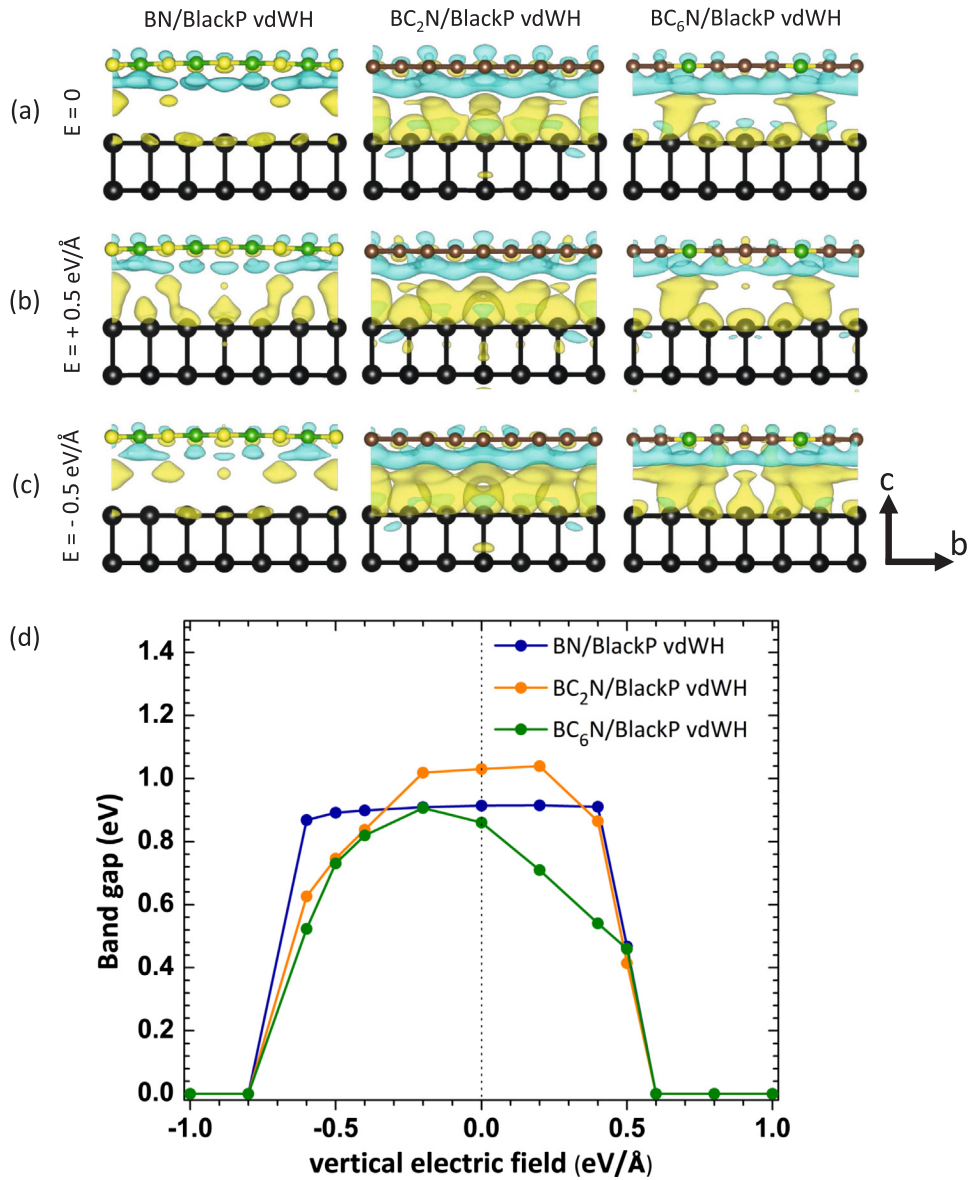 BN/BlackP vdWH BC₂N/BlackP vdWH BC₆N/BlackP vdWH
(a) E = 0
(b) E = + 0.5 eV/Å
(c) E = - 0.5 eV/Å
c
b
(d)
BN/BlackP vdWH
BC₂N/BlackP vdWH
BC₆N/BlackP vdWH
Band gap (eV)
1.4
1.2
1.0
0.8
0.6
0.4
0.2
0.0
-1.0 -0.5 0.0 0.5 1.0
vertical electric field (eV/Å)